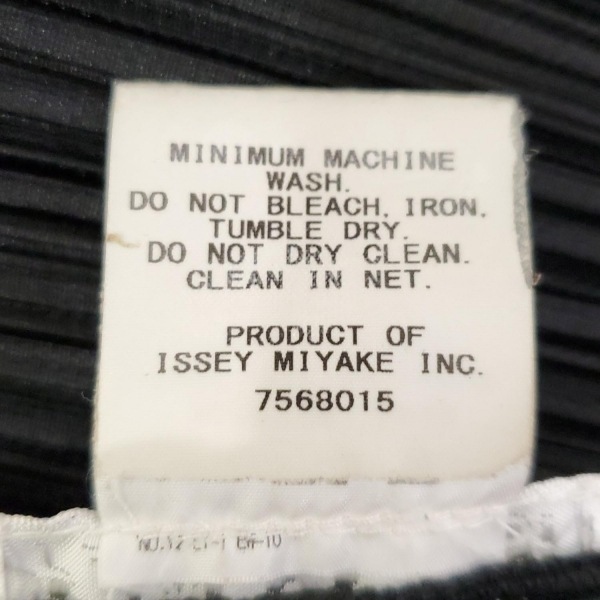 MINIMUM MACHINE
WASH.
DO NOT BLEACH, IRON,
TUMBLE DRY.
DO NOT DRY CLEAN.
CLEAN IN NET.
PRODUCT OF
ISSEY MIYAKE INC.
7568015